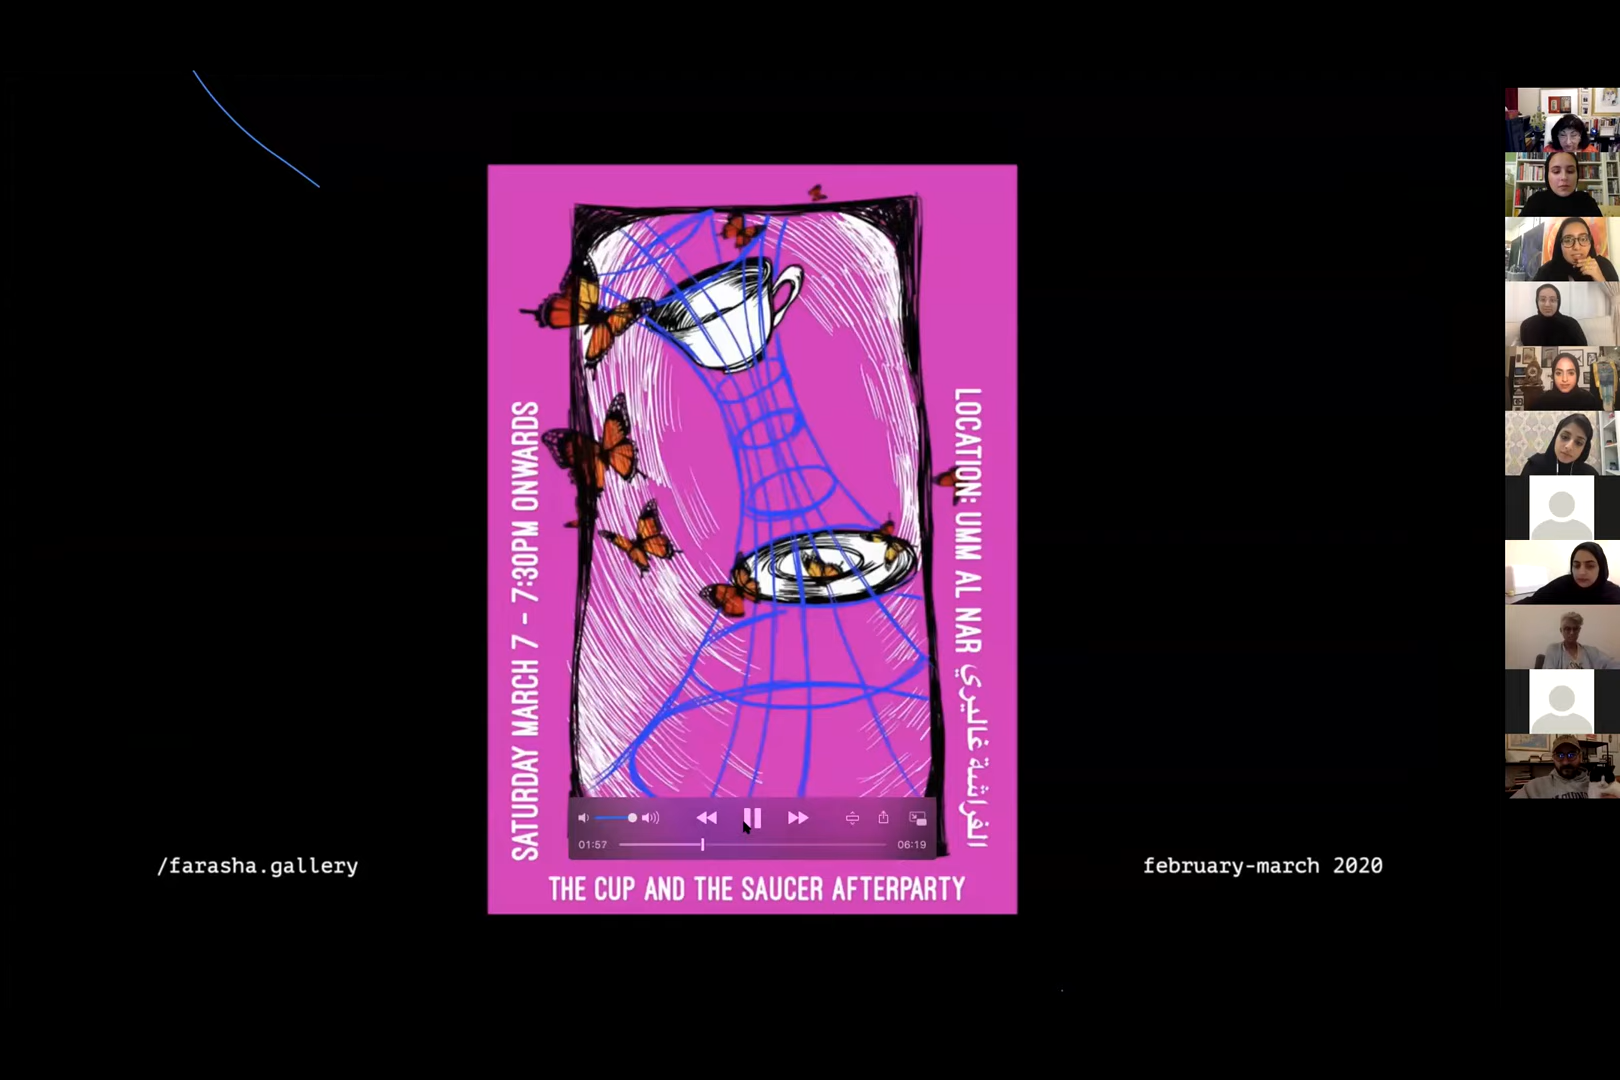 SATURDAY MARCH 7 - 7:30PM ONWARDS
LOCATION: UMM AL NAR الفراشة غاليري
01:57
06:19
/farasha.gallery
february-march 2020
THE CUP AND THE SAUCER AFTERPARTY